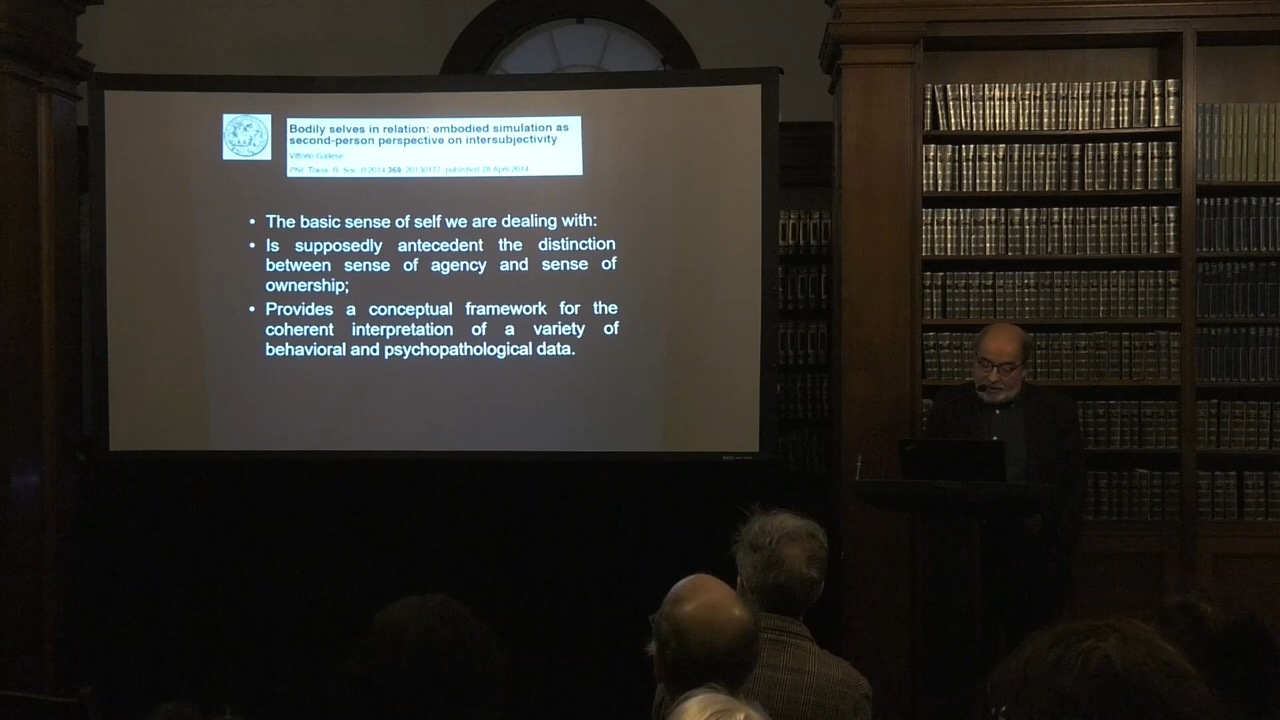 Bodily selves in relation: embodied simulation as
second-person perspective on intersubjectivity
Vittorio Gallese
Phil. Trans. R. Soc. B 2014 369, 20130177, published 28 April 2014
• The basic sense of self we are dealing with:
• Is supposedly antecedent the distinction
between sense of agency and sense of
ownership;
• Provides a conceptual framework for the
coherent interpretation of a variety of
behavioral and psychopathological data.